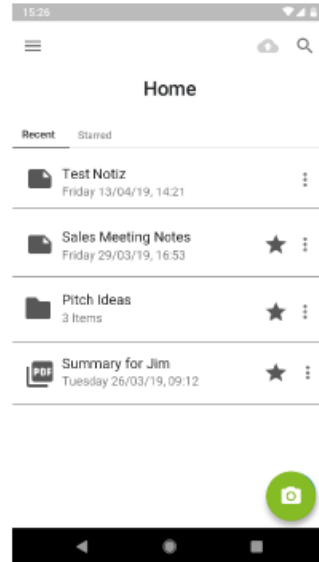 15:26
Home
Recent Starred
Test Notiz
Friday 13/04/19, 14:21
Sales Meeting Notes
Friday 29/03/19, 16:53
Pitch Ideas
3 Items
PDF
Summary for Jim
Tuesday 26/03/19, 09:12